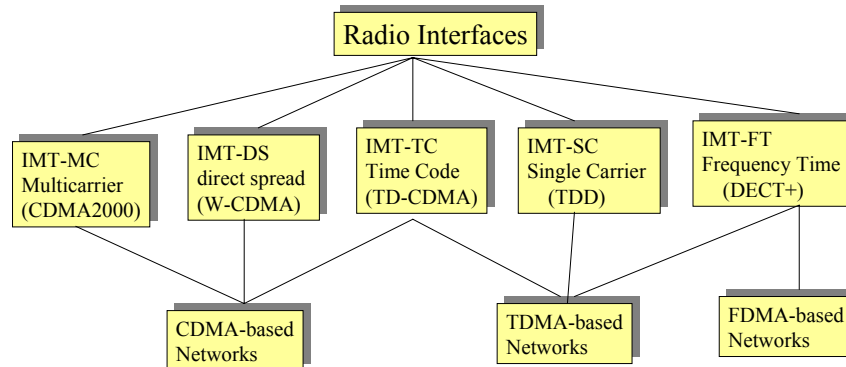 Radio Interfaces
IMT-MC
Multicarrier
(CDMA2000)
IMT-DS
direct spread
(W-CDMA)
IMT-TC
Time Code
(TD-CDMA)
IMT-SC
Single Carrier
(TDD)
IMT-FT
Frequency Time
(DECT+)
CDMA-based
Networks
TDMA-based
Networks
FDMA-based
Networks